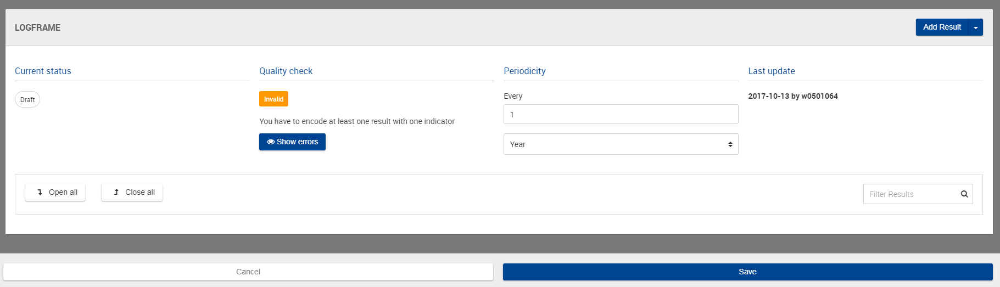 LOGFRAME
Add Result
Current status
Quality check
Periodicity
Last update
Draft
Invalid
Every
2017-10-13 by w0501064
1
You have to encode at least one result with one indicator
Show errors
Year
Open all
Close all
Filter Results
Cancel
Save